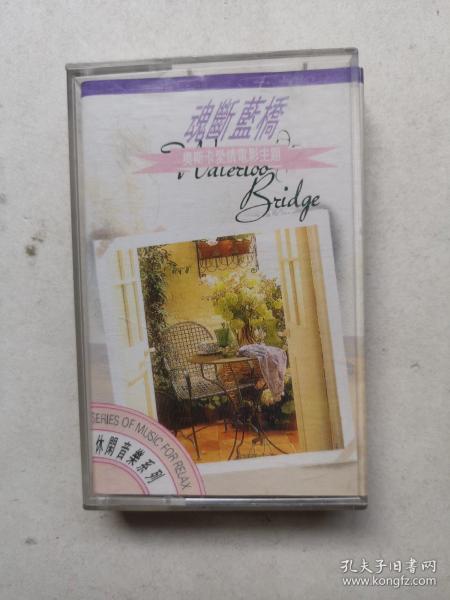 魂斷藍橋
奧斯卡愛情電影主題
Waterloo
Bridge
SERIES OF MUSIC FOR RELAX
休閑音樂系列
孔夫子旧书网
www.kongfz.com